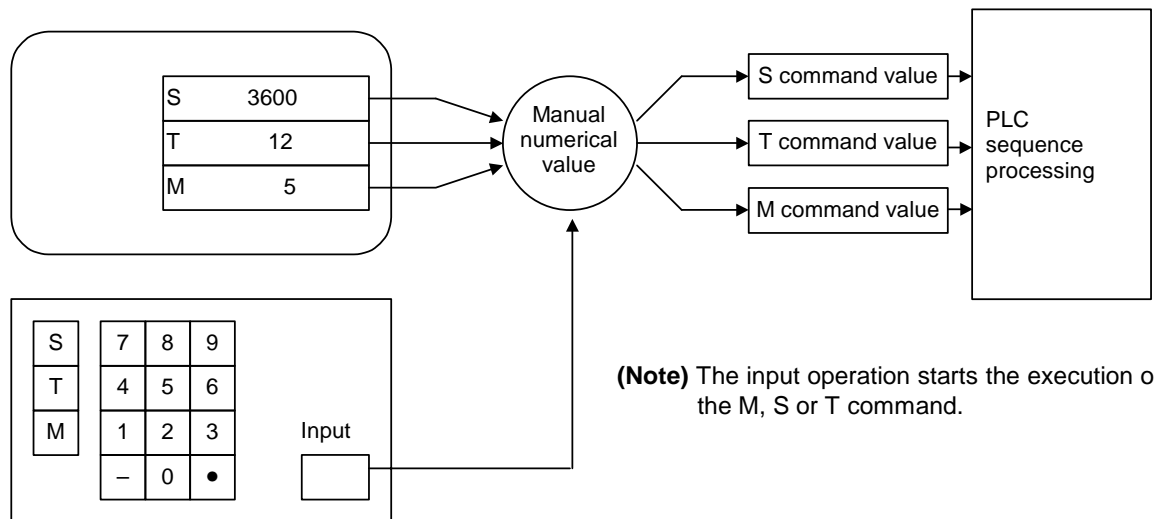 S 3600
T 12
M 5
Manual
numerical
value
S command value
T command value
M command value
PLC
sequence
processing
S
T
M
7 8 9
4 5 6
1 2 3
– 0 ●
Input
(Note) The input operation starts the execution o
the M, S or T command.